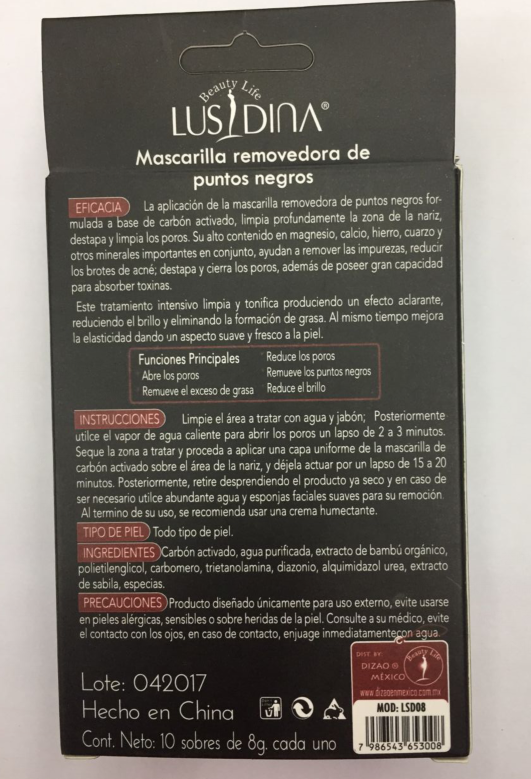 Beauty Life
LUSIDINA®
Mascarilla removedora de
puntos negros
EFICACIA La aplicación de la mascarilla removedora de puntos negros for-
mulada a base de carbón activado, limpia profundamente la zona de la nariz,
destapa y limpia los poros. Su alto contenido en magnesio, calcio, hierro, cuarzo y
otros minerales importantes en conjunto, ayudan a remover las impurezas, reducir
los brotes de acné; destapa y cierra los poros, además de poseer gran capacidad
para absorber toxinas.
Este tratamiento intensivo limpia y tonifica produciendo un efecto aclarante,
reduciendo el brillo y eliminando la formación de grasa. Al mismo tiempo mejora
la elasticidad dando un aspecto suave y fresco a la piel.
Funciones Principales
Abre los poros
Remueve el exceso de grasa
Reduce los poros
Remueve los puntos negros
Reduce el brillo
INSTRUCCIONES Limpie el área a tratar con agua y jabón; Posteriormente
utilce el vapor de agua caliente para abrir los poros un lapso de 2 a 3 minutos.
Seque la zona a tratar y proceda a aplicar una capa uniforme de la mascarilla de
carbón activado sobre el área de la nariz, y déjela actuar por un lapso de 15 a 20
minutos. Posteriormente, retire desprendiendo el producto ya seco y en caso de
ser necesario utilce abundante agua y esponjas faciales suaves para su remoción.
Al termino de su uso, se recomienda usar una crema humectante.
TIPO DE PIEL Todo tipo de piel.
INGREDIENTES Carbón activado, agua purificada, extracto de bambú orgánico,
polietilenglicol, carbomero, trietanolamina, diazonio, alquimidazol urea, extracto
de sabila, especias.
PRECAUCIONES Producto diseñado únicamente para uso externo, evite usarse
en pieles alérgicas, sensibles o sobre heridas de la piel. Consulte a su médico, evite
el contacto con los ojos, en caso de contacto, enjuage inmediatamente con agua.
Lote: 042017
Hecho en China
Cont. Neto: 10 sobres de 8g. cada uno
DIST. BY:
DIZAO ®
MÉXICO
Beauty Life
www.dizaoenmexico.com.mx
MOD: LSD08
7 986543 653008